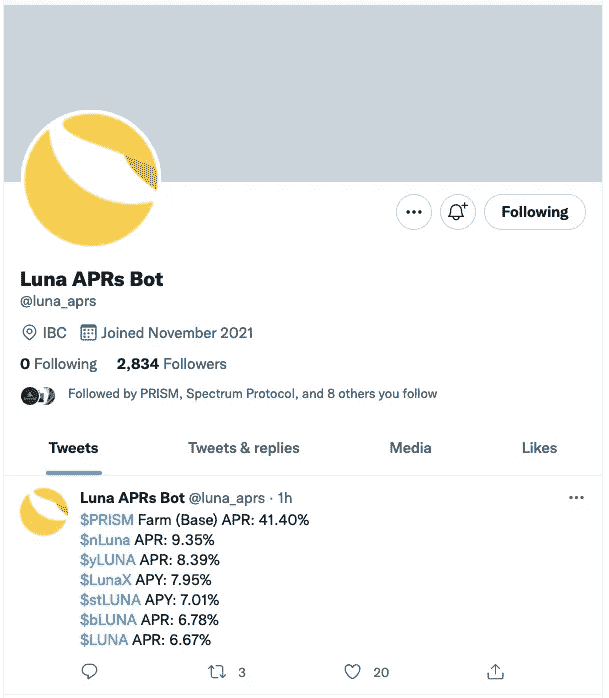 Following
Luna APRs Bot
@luna_aprs
IBC Joined November 2021
0 Following 2,834 Followers
Followed by PRISM, Spectrum Protocol, and 8 others you follow
Tweets Tweets & replies Media Likes
Luna APRs Bot @luna_aprs · 1h
$PRISM Farm (Base) APR: 41.40%
$nLuna APR: 9.35%
$yLUNA APR: 8.39%
$LunaX APY: 7.95%
$stLUNA APY: 7.01%
$bLUNA APR: 6.78%
$LUNA APR: 6.67%
3 20